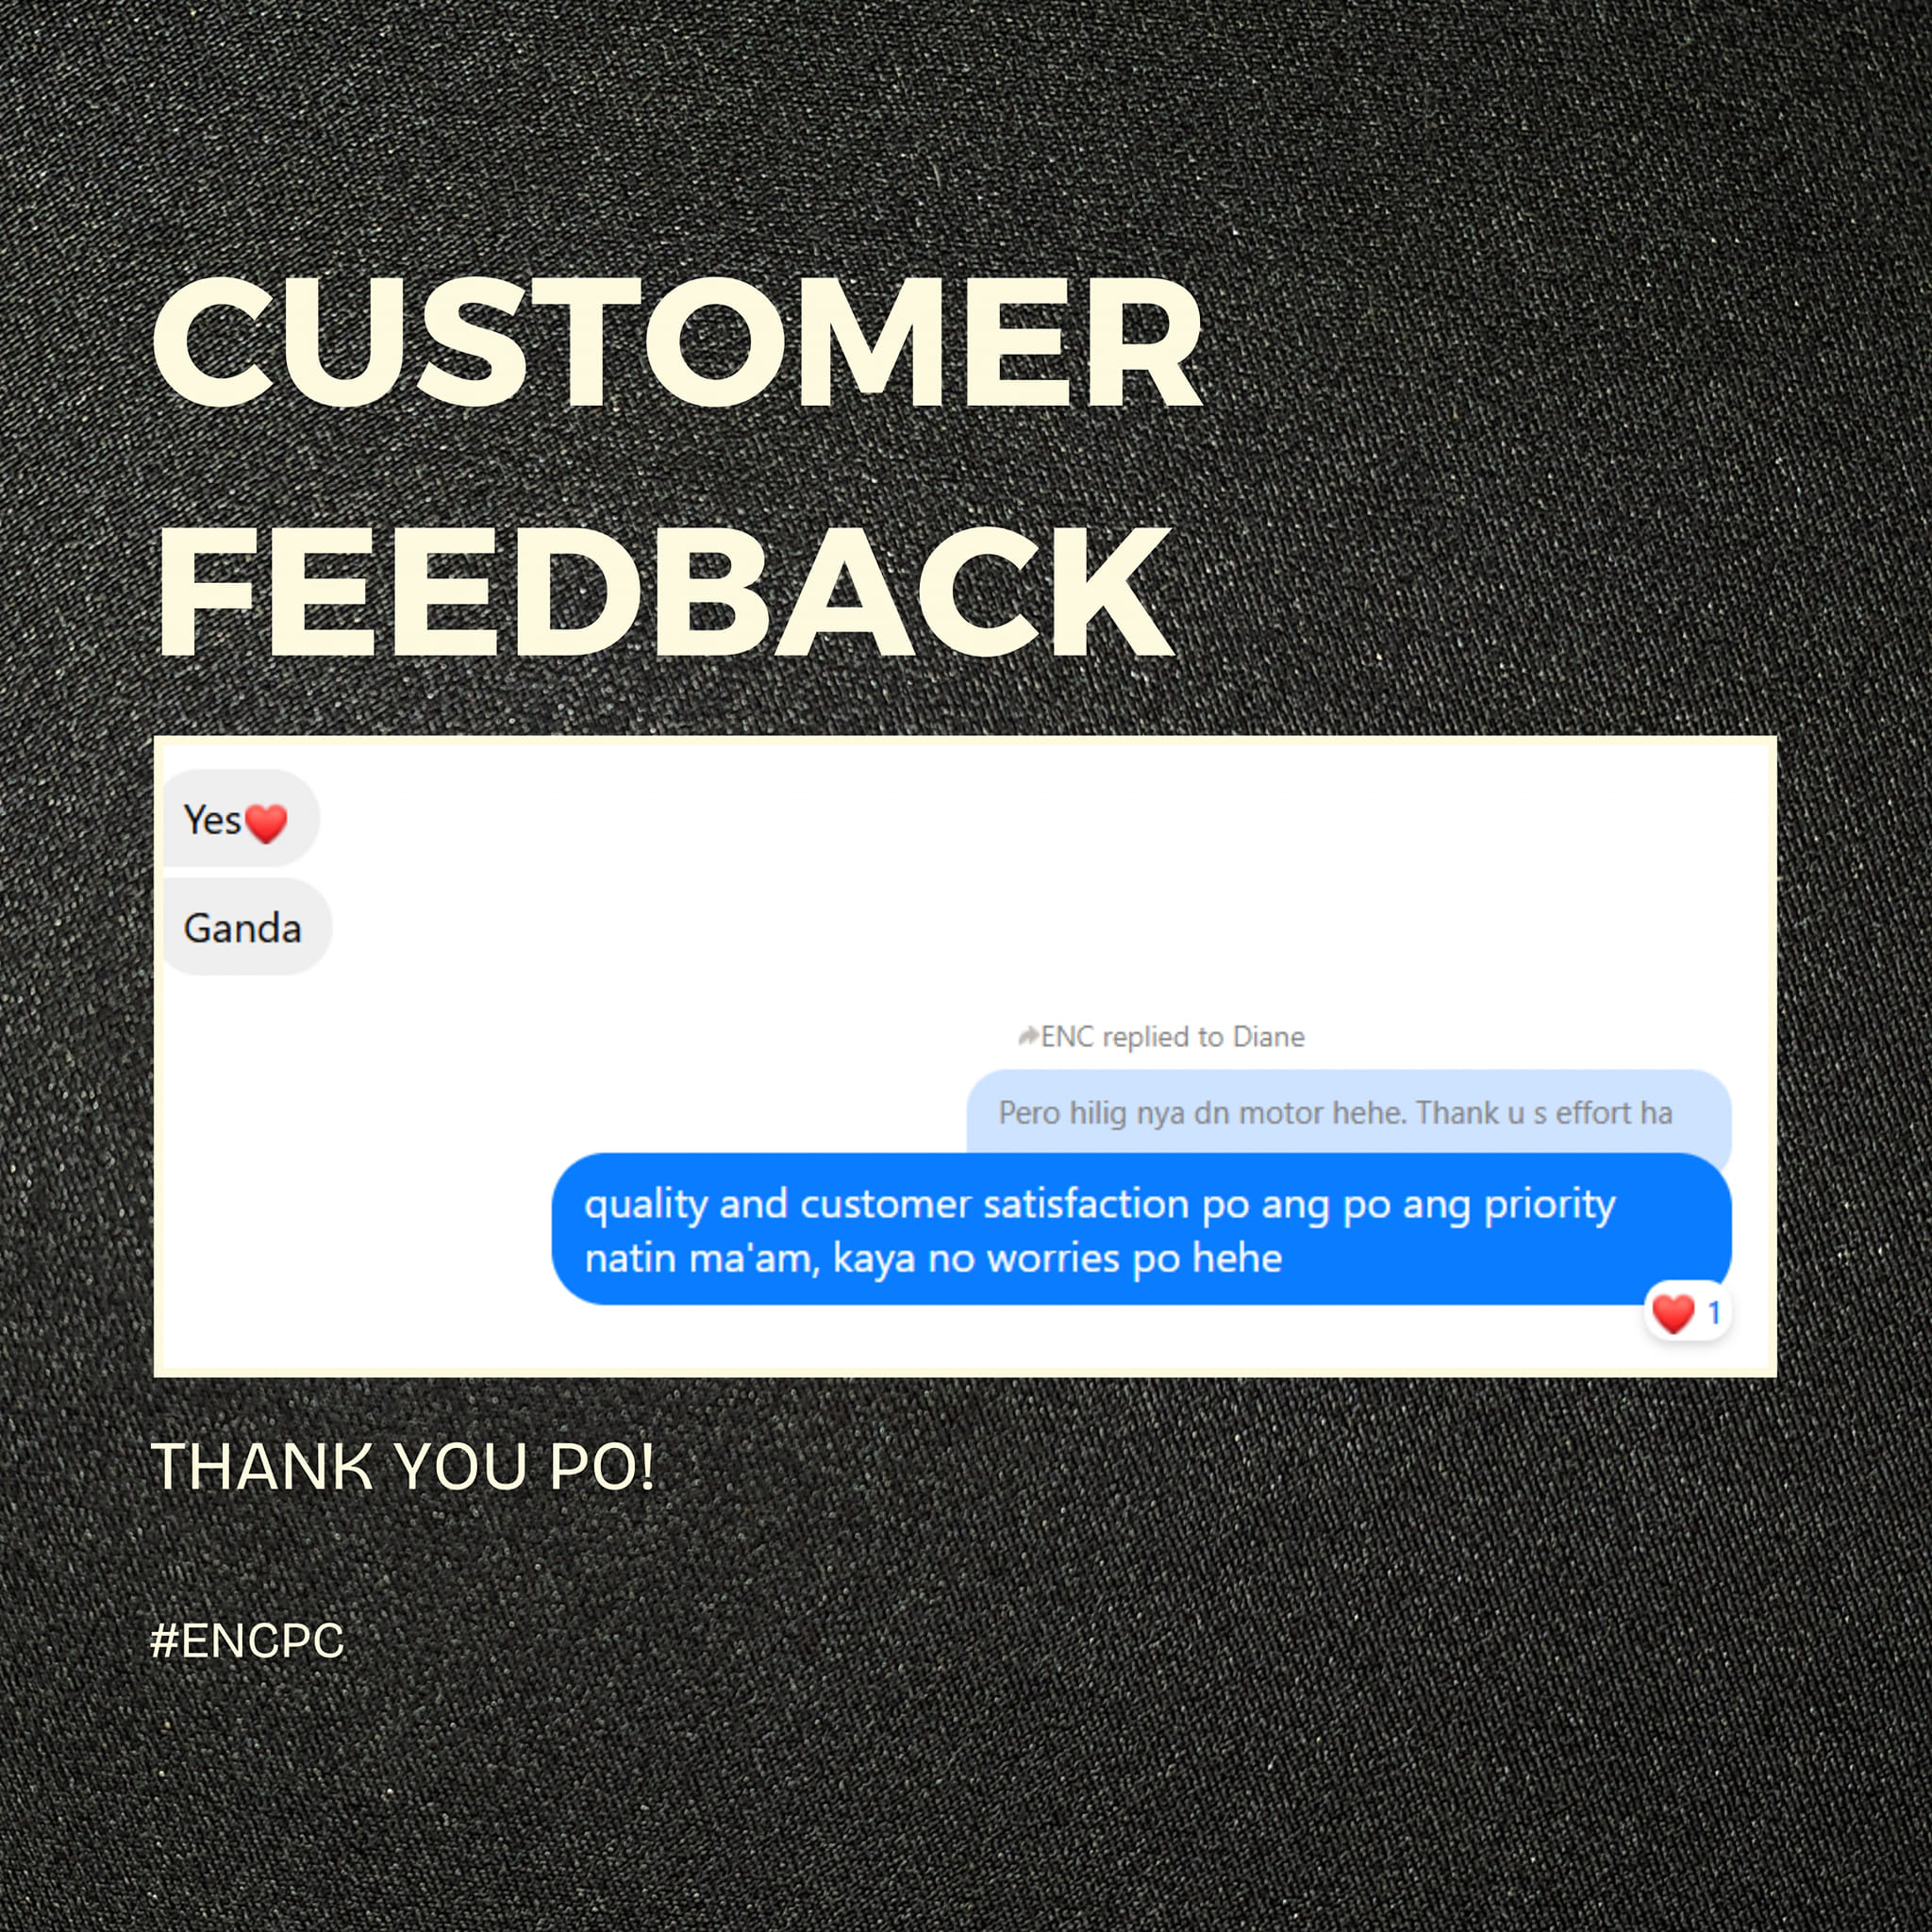 CUSTOMER
FEEDBACK
Yes❤️
Ganda
ENC replied to Diane
Pero hilig nya dn motor hehe. Thank u s effort ha
quality and customer satisfaction po ang po ang priority
natin ma'am, kaya no worries po hehe
❤️ 1
THANK YOU PO!
#ENCPC